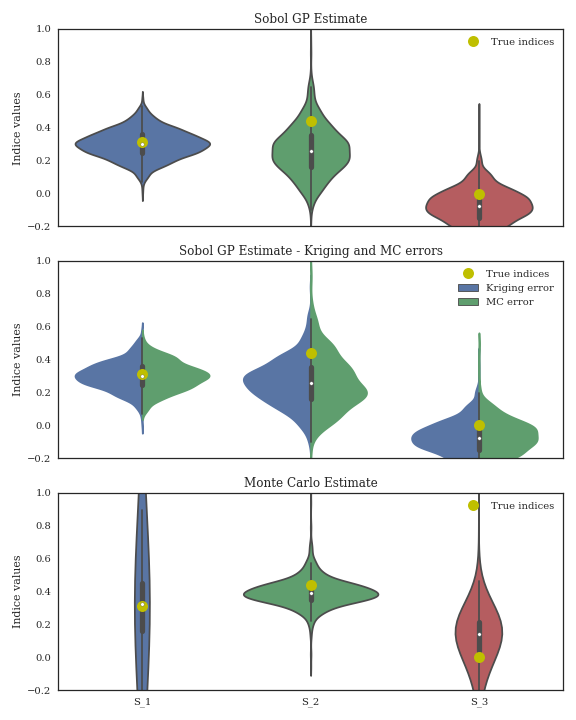 Sobol GP Estimate
1.0
0.8
0.6
0.4
0.2
0.0
−0.2
Indice values
True indices
Sobol GP Estimate - Kriging and MC errors
1.0
0.8
0.6
0.4
0.2
0.0
−0.2
Indice values
True indices
Kriging error
MC error
Monte Carlo Estimate
1.0
0.8
0.6
0.4
0.2
0.0
−0.2
Indice values
True indices
S_1
S_2
S_3